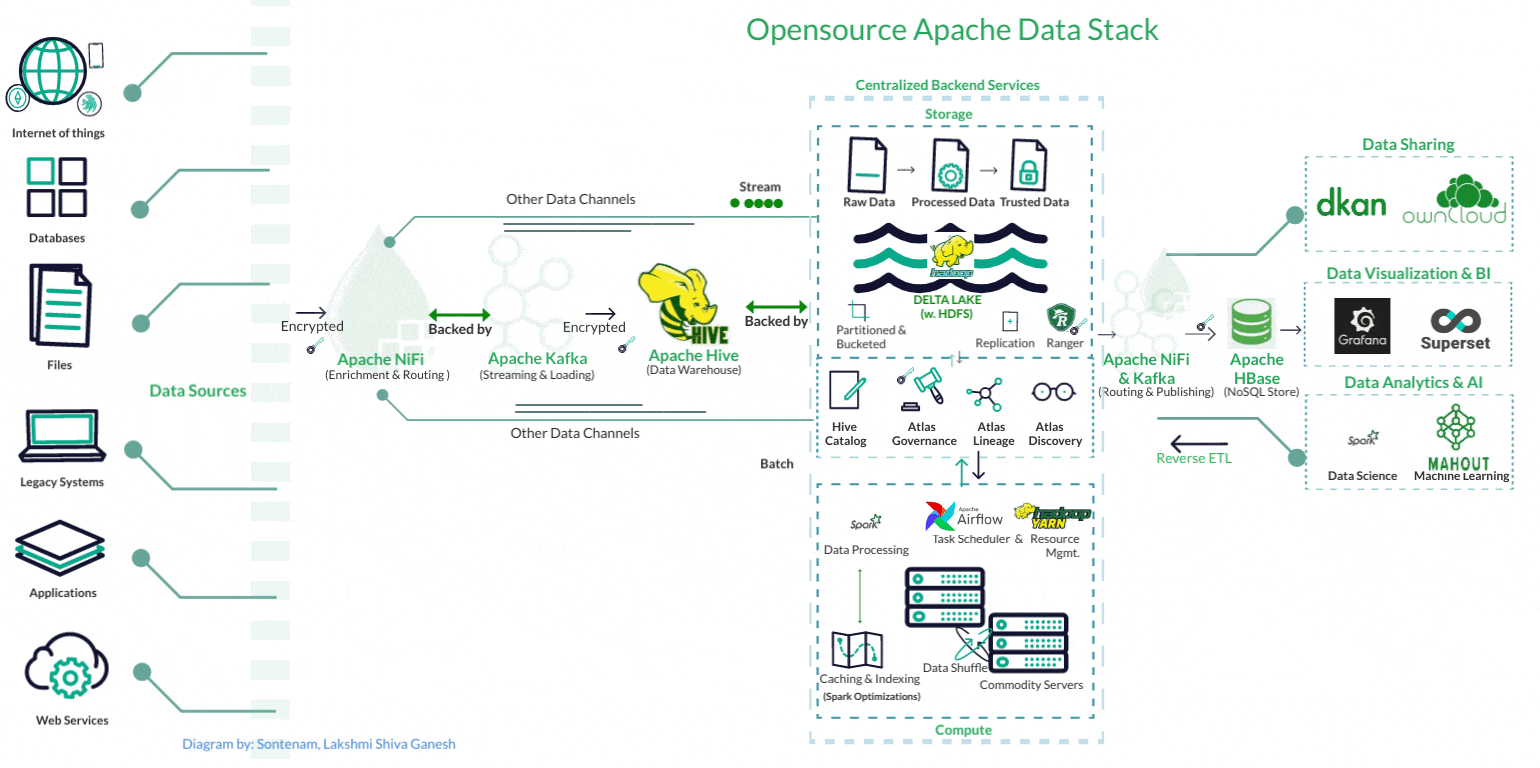 Opensource Apache Data Stack
Internet of things
Databases
Files
Data Sources
Legacy Systems
Applications
Web Services
Diagram by: Sontenam, Lakshmi Shiva Ganesh
Encrypted
Apache NiFi
(Enrichment & Routing )
Other Data Channels
Backed by
Apache Kafka
(Streaming & Loading)
Encrypted
HIVE
Apache Hive
(Data Warehouse)
Other Data Channels
Stream
Backed by
Batch
Centralized Backend Services
Storage
Raw Data
Processed Data
Trusted Data
hadoop
DELTA LAKE
(w. HDFS)
Partitioned &
Bucketed
Replication
R
Ranger
Hive
Catalog
Atlas
Governance
Atlas
Lineage
Atlas
Discovery
Spark
Data Processing
Apache
Airflow
hadoop
YARN
Task Scheduler & Resource
Mgmt.
Data Shuffle
Caching & Indexing
(Spark Optimizations)
Commodity Servers
Compute
Apache NiFi
& Kafka
(Routing & Publishing)
Apache
HBase
(NoSQL Store)
Reverse ETL
Data Sharing
dkan
ownCloud
Data Visualization & BI
Grafana
Superset
Data Analytics & AI
Spark
Data Science
MAHOUT
Machine Learning